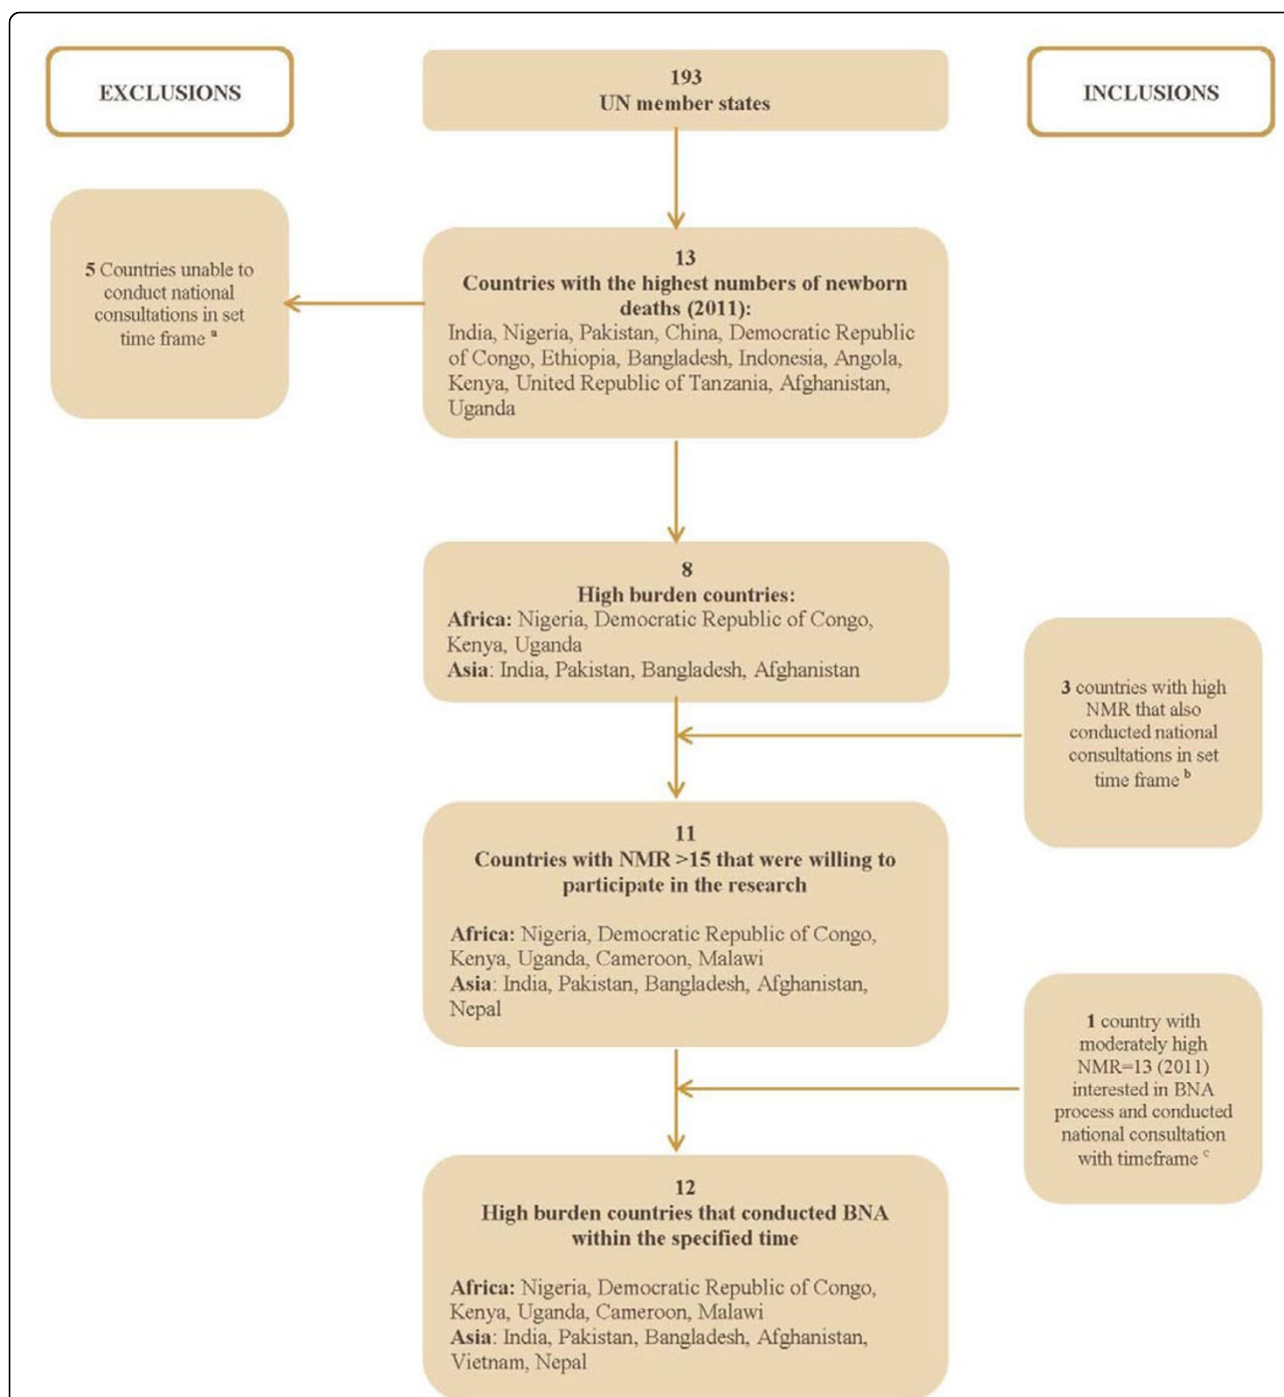 EXCLUSIONS
193
UN member states
INCLUSIONS
5 Countries unable to
conduct national
consultations in set
time frame a
13
Countries with the highest numbers of newborn
deaths (2011):
India, Nigeria, Pakistan, China, Democratic Republic
of Congo, Ethiopia, Bangladesh, Indonesia, Angola,
Kenya, United Republic of Tanzania, Afghanistan,
Uganda
8
High burden countries:
Africa: Nigeria, Democratic Republic of Congo,
Kenya, Uganda
Asia: India, Pakistan, Bangladesh, Afghanistan
3 countries with high
NMR that also
conducted national
consultations in set
time frame b
11
Countries with NMR >15 that were willing to
participate in the research
Africa: Nigeria, Democratic Republic of Congo,
Kenya, Uganda, Cameroon, Malawi
Asia: India, Pakistan, Bangladesh, Afghanistan,
Nepal
1 country with
moderately high
NMR=13 (2011)
interested in BNA
process and conducted
national consultation
with timeframe c
12
High burden countries that conducted BNA
within the specified time
Africa: Nigeria, Democratic Republic of Congo,
Kenya, Uganda, Cameroon, Malawi
Asia: India, Pakistan, Bangladesh, Afghanistan,
Vietnam, Nepal